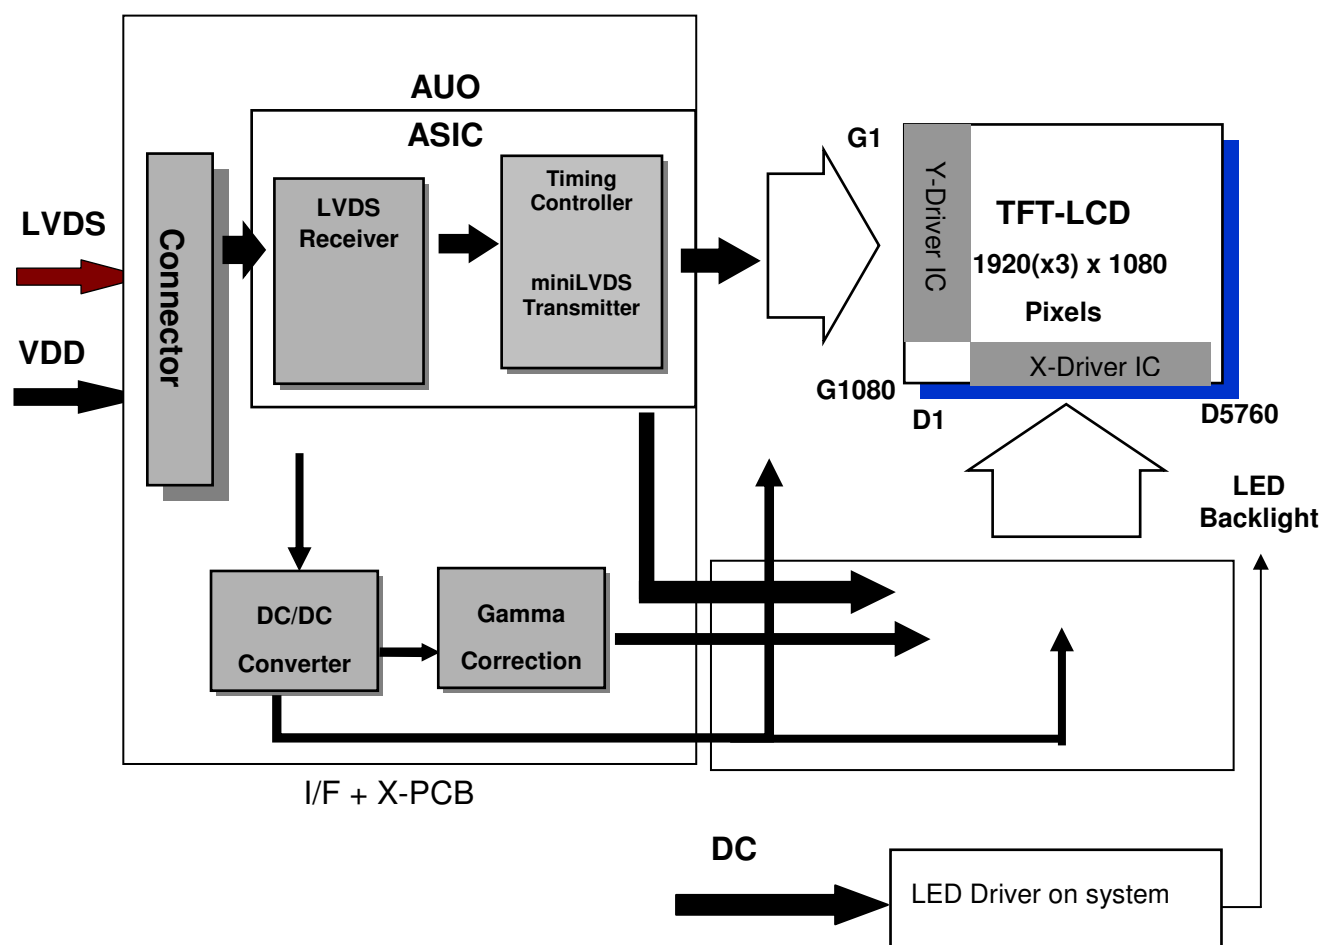 AUO
ASIC
G1
LVDS
VDD
Connector
LVDS
Receiver
Timing
Controller
miniLVDS
Transmitter
Y-Driver IC
TFT-LCD
1920(x3) x 1080
Pixels
X-Driver IC
G1080
D1
D5760
LED
Backlight
DC/DC
Converter
Gamma
Correction
I/F + X-PCB
DC
LED Driver on system